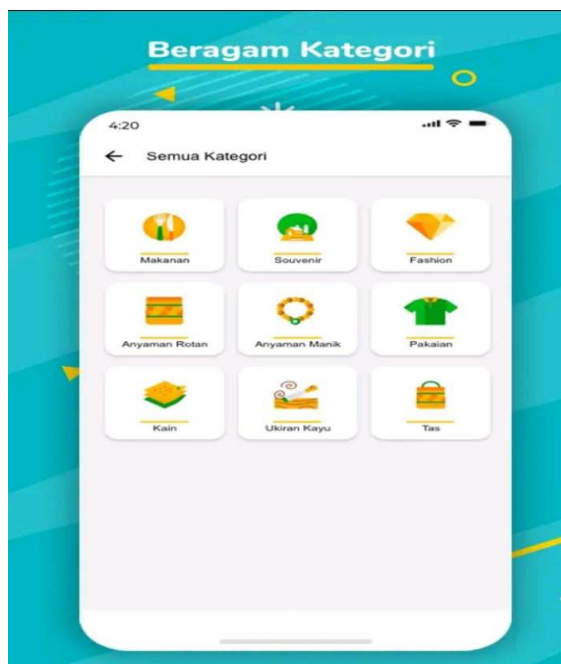 Beragam Kategori
4:20
Semua Kategori
Makanan
Souvenir
Fashion
Anyaman Rotan
Anyaman Manik
Pakaian
Kain
Ukiran Kayu
Tas